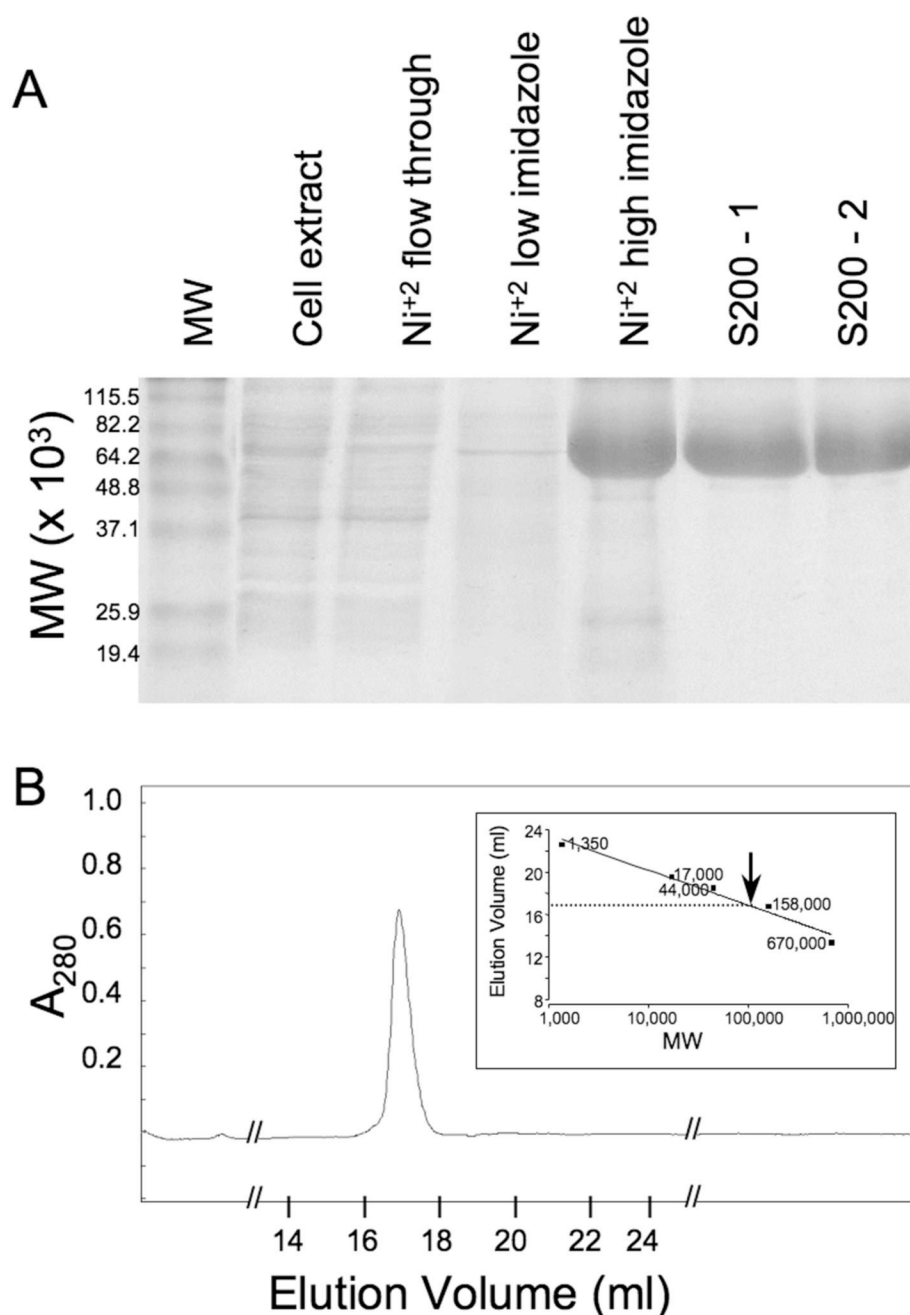 A
MW
Cell extract
Ni+2 flow through
Ni+2 low imidazole
Ni+2 high imidazole
S200 - 1
S200 - 2
MW (x 103)
115.5
82.2
64.2
48.8
37.1
25.9
19.4
B
A280
1.0
0.8
0.6
0.4
0.2
Elution Volume (ml)
24
20
16
12
8
1,350
17,000
44,000
158,000
670,000
1,000 10,000 100,000 1,000,000
MW
14 16 18 20 22 24
Elution Volume (ml)